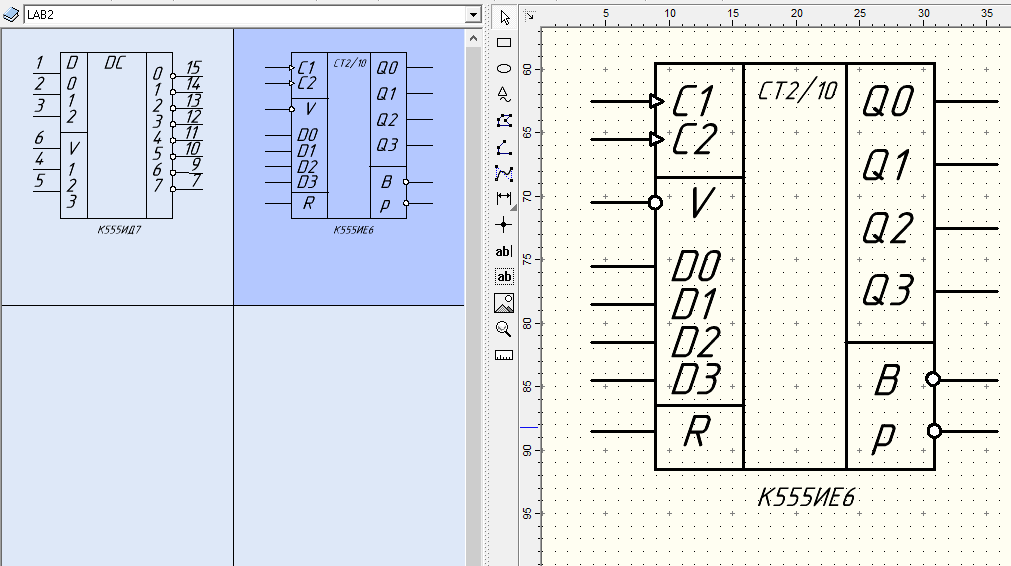 LAB2
1 D DC
2 0 0 15
3 1 1 14
2 2 13
6 3 12
4 V 4 11
5 1 5 10
2 6 9
3 7 7
К555ИД7
C1 CT2/10 Q0
C2
V Q1
D0 Q2
D1 Q3
D2
D3 B
R p
К555ИЕ6
ab|
ab
5 10 15 20 25 30 35
60
65
70
75
80
85
90
95
C1 CT2/10 Q0
C2
V Q1
D0 Q2
D1 Q3
D2
D3 B
R p
К555ИЕ6